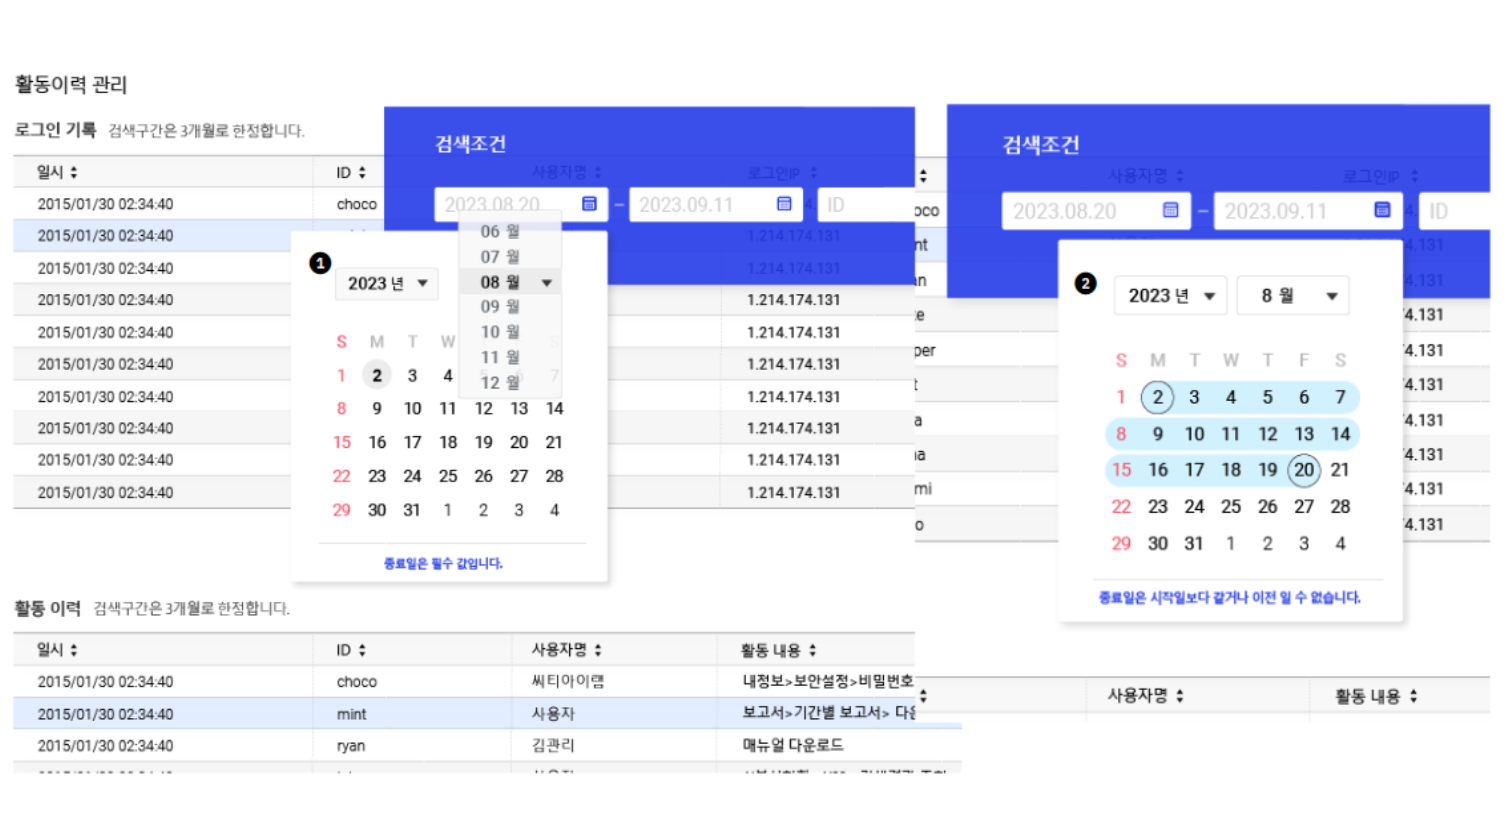 활동이력 관리
로그인 기록 검색구간은 3개월로 한정합니다.
일시 ID 사용자명 로그인IP
2015/01/30 02:34:40 choco
2015/01/30 02:34:40 1.214.174.131
2015/01/30 02:34:40 1.214.174.131
2015/01/30 02:34:40 1.214.174.131
2015/01/30 02:34:40 1.214.174.131
2015/01/30 02:34:40 1.214.174.131
2015/01/30 02:34:40 1.214.174.131
2015/01/30 02:34:40 1.214.174.131
2015/01/30 02:34:40 1.214.174.131
2015/01/30 02:34:40 1.214.174.131
검색조건
2023.08.20 – 2023.09.11 ID
1
2023 년
06 월
07 월
08 월
09 월
10 월
11 월
12 월
S M T W S
1 2 3 4 5 6 7
8 9 10 11 12 13 14
15 16 17 18 19 20 21
22 23 24 25 26 27 28
29 30 31 1 2 3 4
종료일은 필수 값입니다.
활동 이력 검색구간은 3개월로 한정합니다.
일시 ID 사용자명 활동 내용
2015/01/30 02:34:40 choco 씨티아이랩 내정보>보안설정>비밀번호
2015/01/30 02:34:40 mint 사용자 보고서>기간별 보고서> 다운
2015/01/30 02:34:40 ryan 김관리 매뉴얼 다운로드
검색조건
사용자명 로그인IP
2023.08.20 – 2023.09.11 ID
oco
nt 4.131
an 4.131
te 4.131
per 4.131
t 4.131
a 4.131
na 4.131
mi 4.131
o 4.131
2
2023 년 8 월
S M T W T F S
1 2 3 4 5 6 7
8 9 10 11 12 13 14
15 16 17 18 19 20 21
22 23 24 25 26 27 28
29 30 31 1 2 3 4
종료일은 시작일보다 같거나 이전 일 수 없습니다.
사용자명 활동 내용